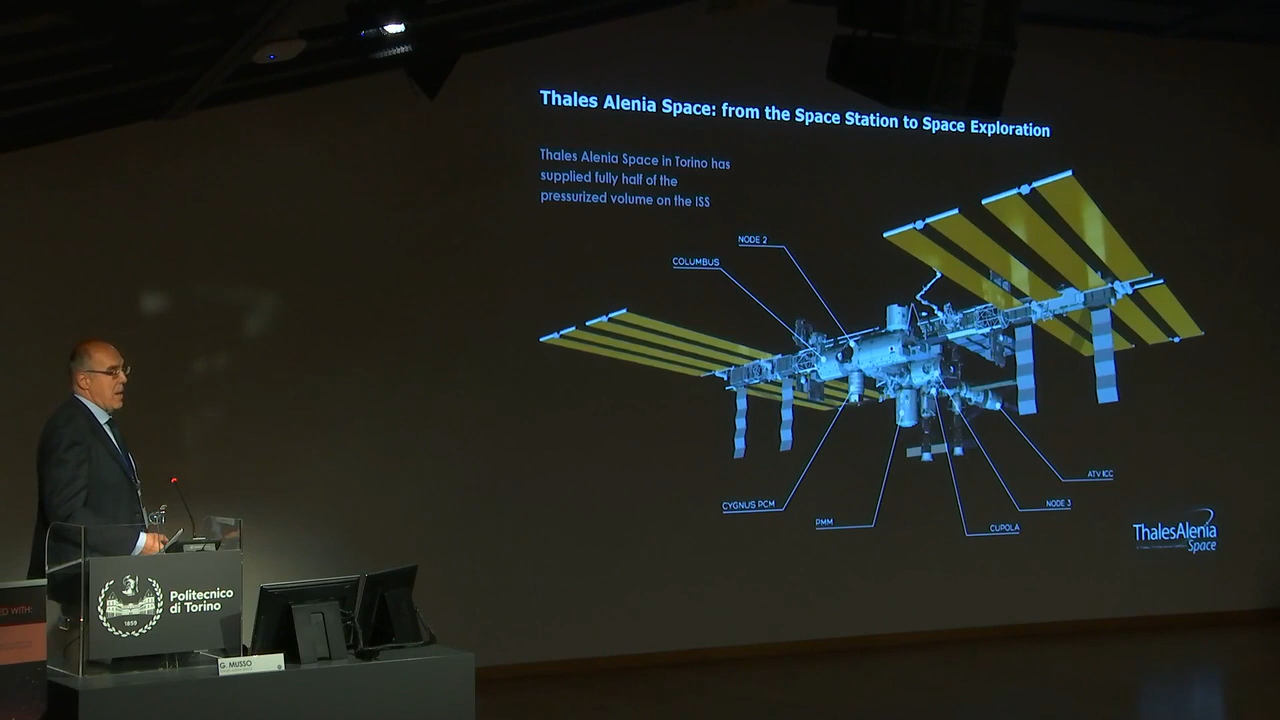 Thales Alenia Space: from the Space Station to Space Exploration
Thales Alenia Space in Torino has
supplied fully half of the
pressurized volume on the ISS
NODE 2
COLUMBUS
ATV ICC
CYGNUS PCM
NODE 3
PMM
CUPOLA
ThalesAlenia
Space
Politecnico
di Torino
1859
ED WITH:
G. MUSSO